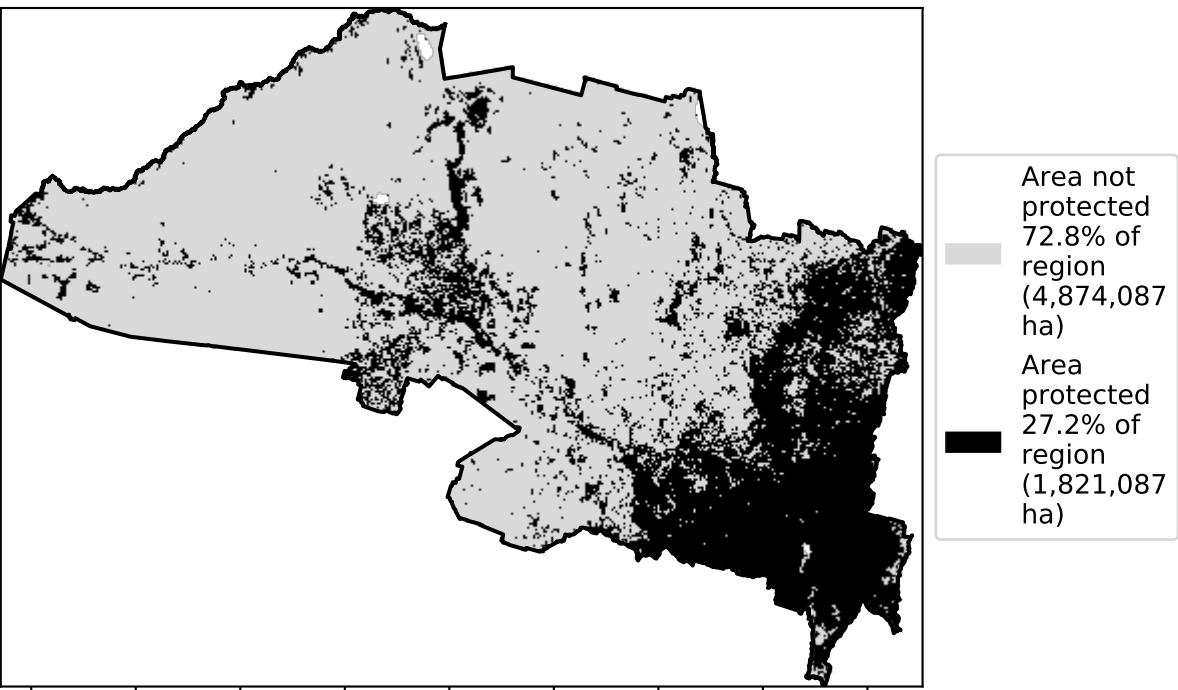 Area not
protected
72.8% of
region
(4,874,087
ha)
Area
protected
27.2% of
region
(1,821,087
ha)